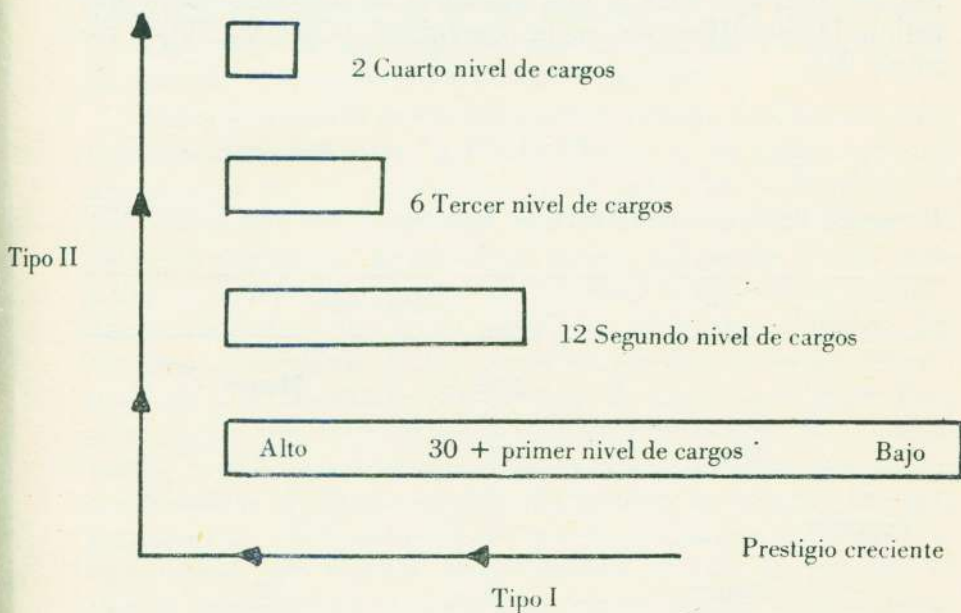 2 Cuarto nivel de cargos
6 Tercer nivel de cargos
Tipo II
12 Segundo nivel de cargos
Alto 30 + primer nivel de cargos Bajo
Prestigio creciente
Tipo I